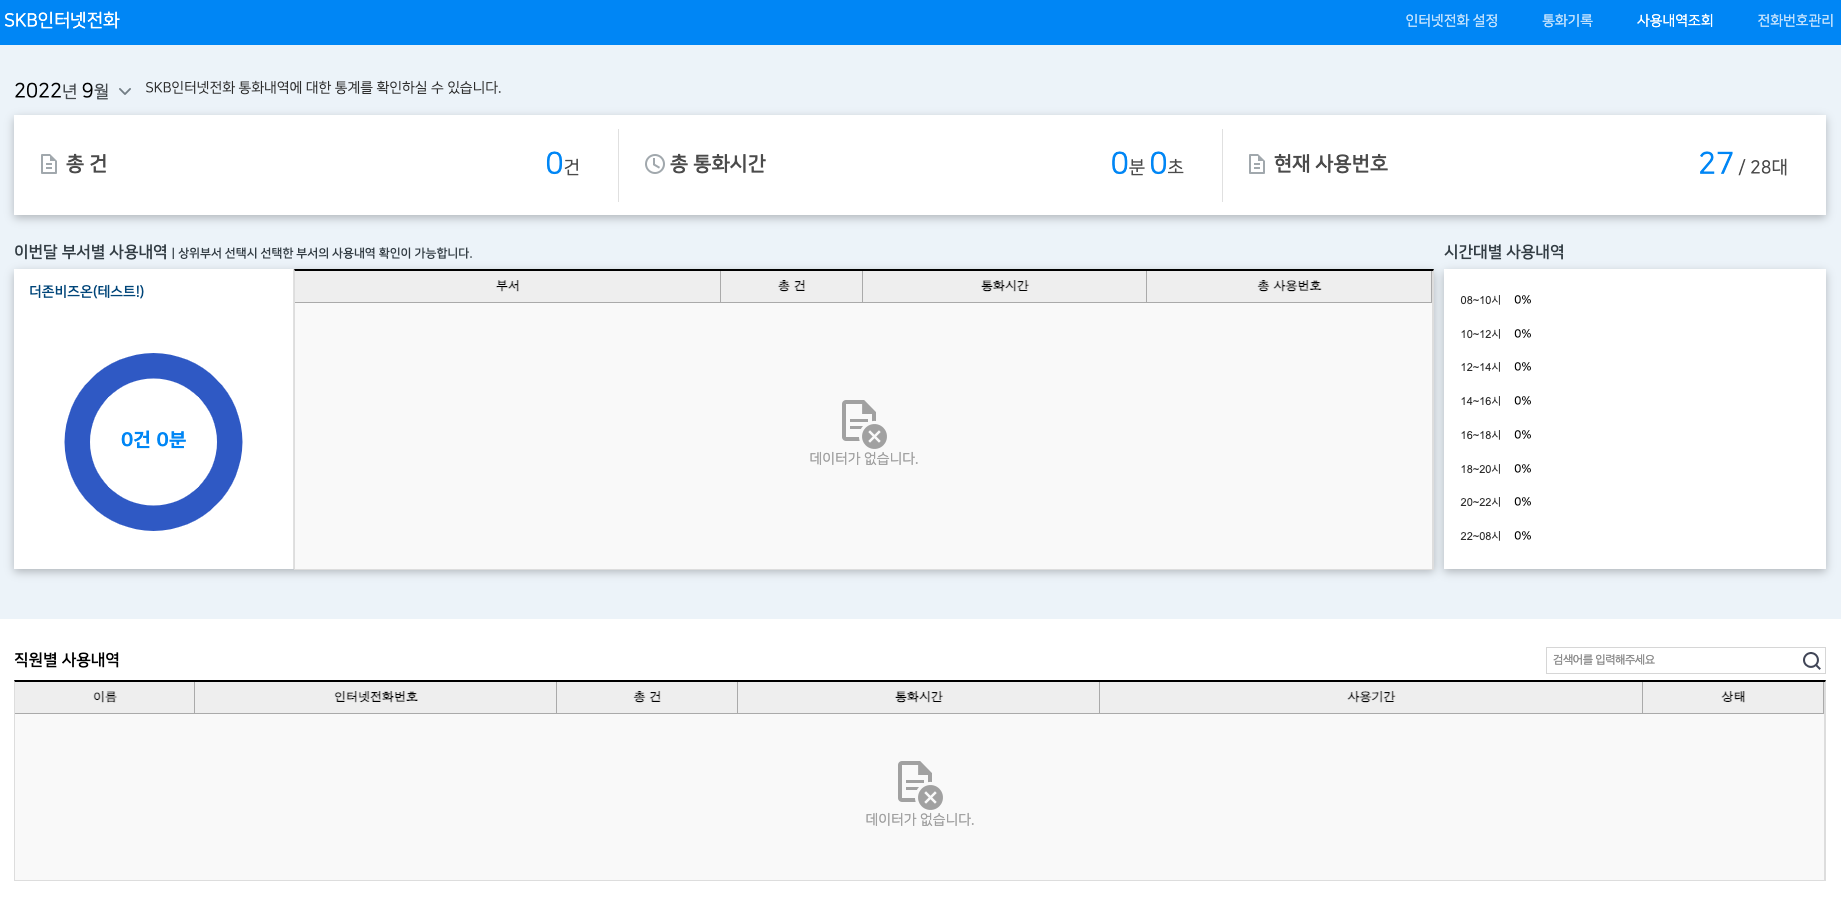 SKB인터넷전화
인터넷전화 설정 통화기록 사용내역조회 전화번호관리
2022년 9월 SKB인터넷전화 통화내역에 대한 통계를 확인하실 수 있습니다.
총 건 0건 총 통화시간 0분 0초 현재 사용번호 27 / 28대
이번달 부서별 사용내역 | 상위부서 선택시 선택한 부서의 사용내역 확인이 가능합니다.
더존비즈온(테스트!)
0건 0분
부서 총 건 통화시간 총 사용번호
데이터가 없습니다.
시간대별 사용내역
08~10시 0%
10~12시 0%
12~14시 0%
14~16시 0%
16~18시 0%
18~20시 0%
20~22시 0%
22~08시 0%
직원별 사용내역
검색어를 입력해주세요
이름 인터넷전화번호 총 건 통화시간 사용기간 상태
데이터가 없습니다.